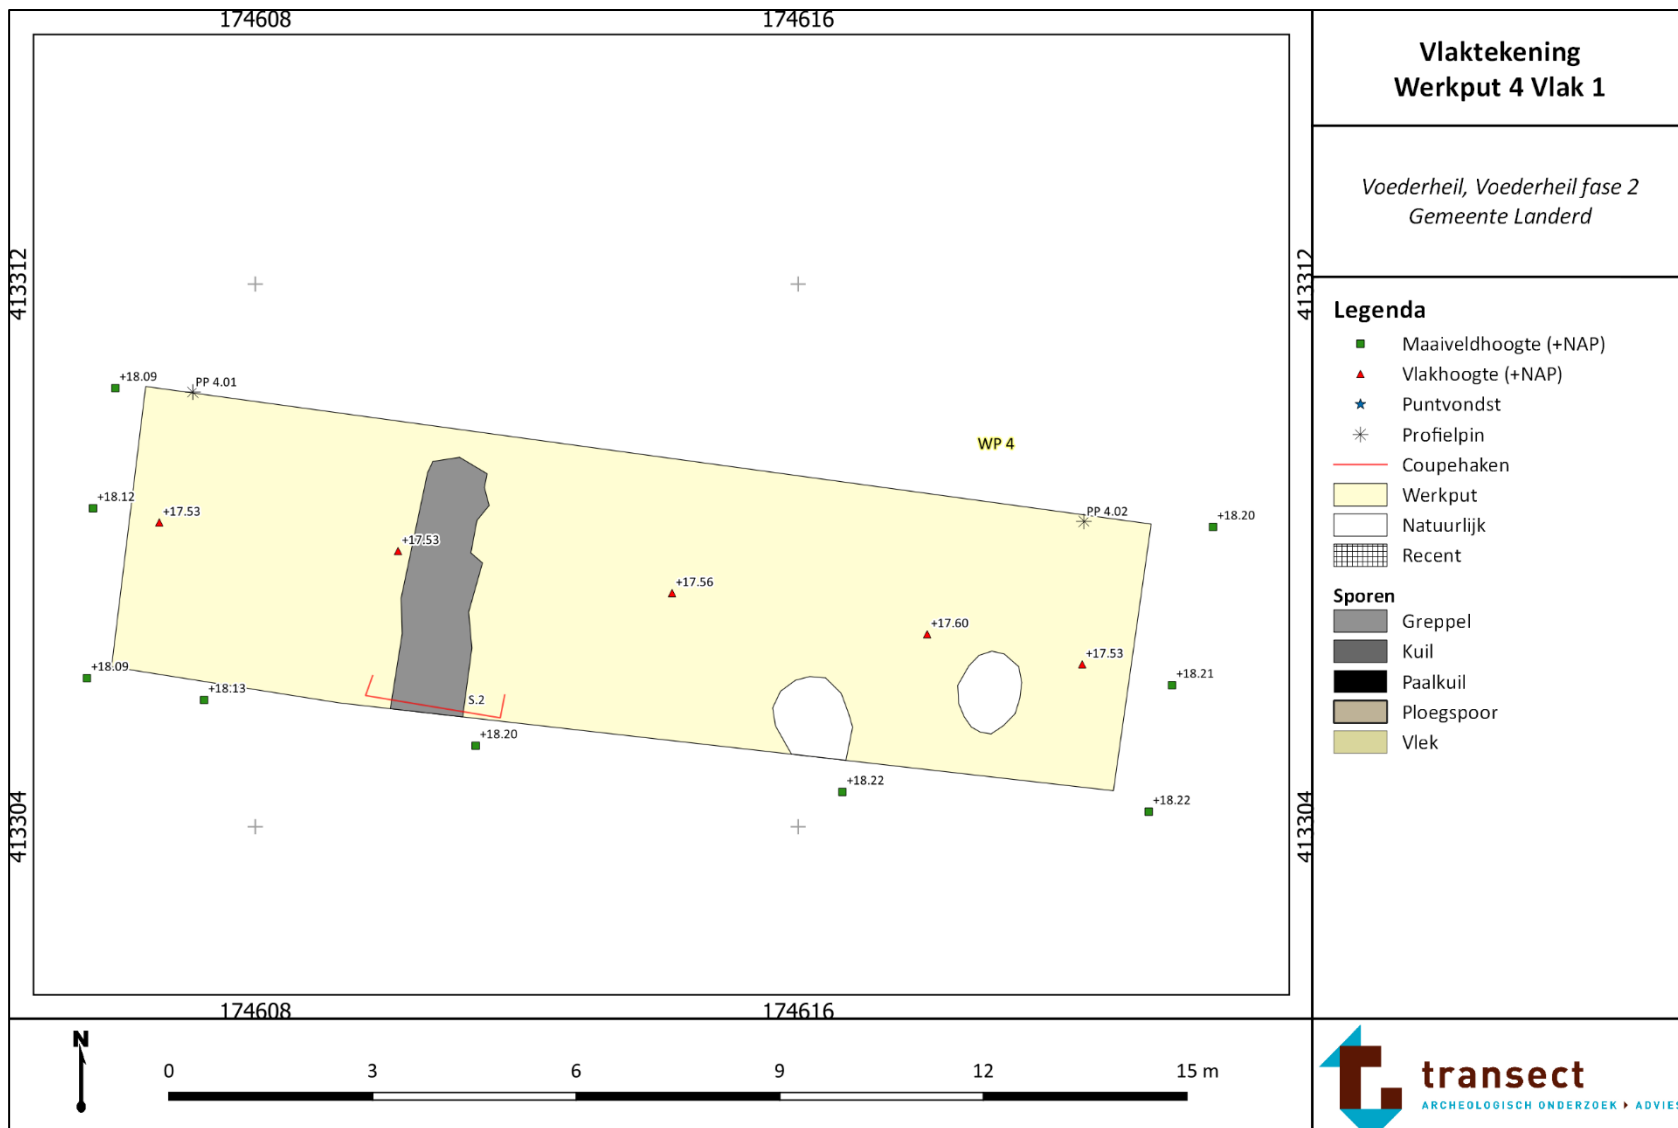 174608
174616
Vlaktekening
Werkput 4 Vlak 1
Voederheil, Voederheil fase 2
Gemeente Landerd
413312
413312
Legenda
Maaiveldhoogte (+NAP)
Vlakhoogte (+NAP)
Puntvondst
Profielpin
Coupehaken
Werkput
Natuurlijk
Recent
Sporen
Greppel
Kuil
Paalkuil
Ploegspoor
Vlek
+18.09
PP 4.01
WP 4
+18.12
+17.53
+17.53
PP 4.02
+18.20
+17.56
+17.60
+17.53
+18.09
+18.13
S.2
+18.21
+18.20
+18.22
+18.22
413304
413304
174608
174616
N
0 3 6 9 12 15 m
transect
ARCHEOLOGISCH ONDERZOEK ADVIES